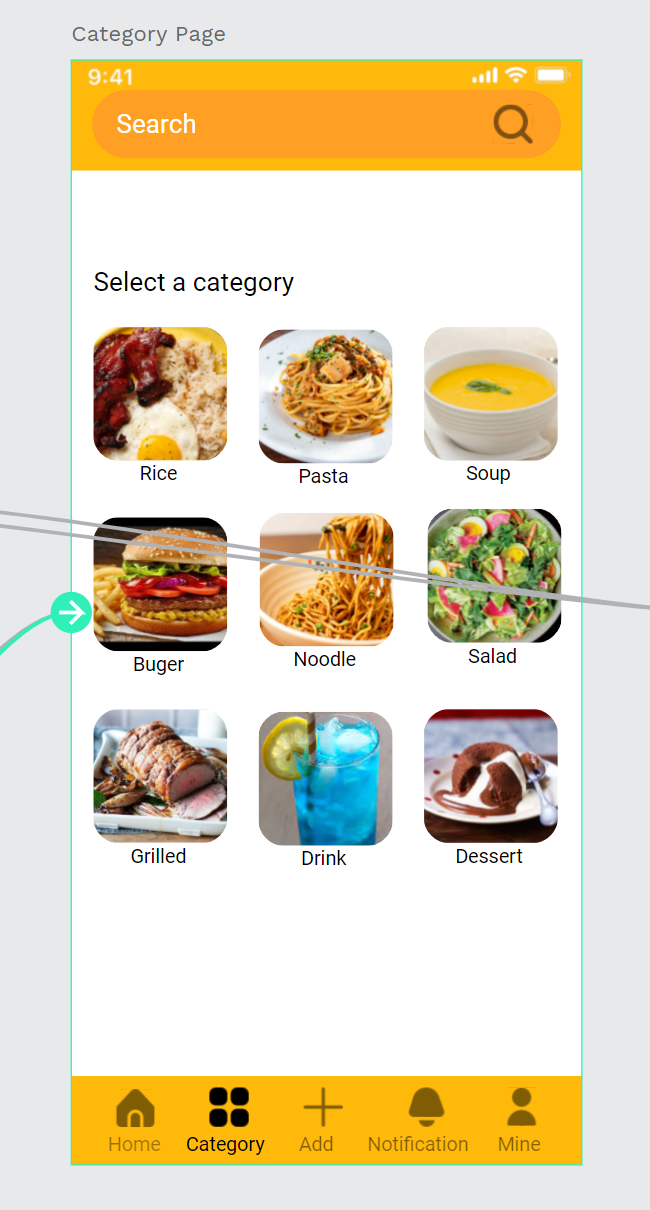 Category Page
9:41
Search
Select a category
Rice
Pasta
Soup
Buger
Noodle
Salad
Grilled
Drink
Dessert
Home
Category
Add
Notification
Mine